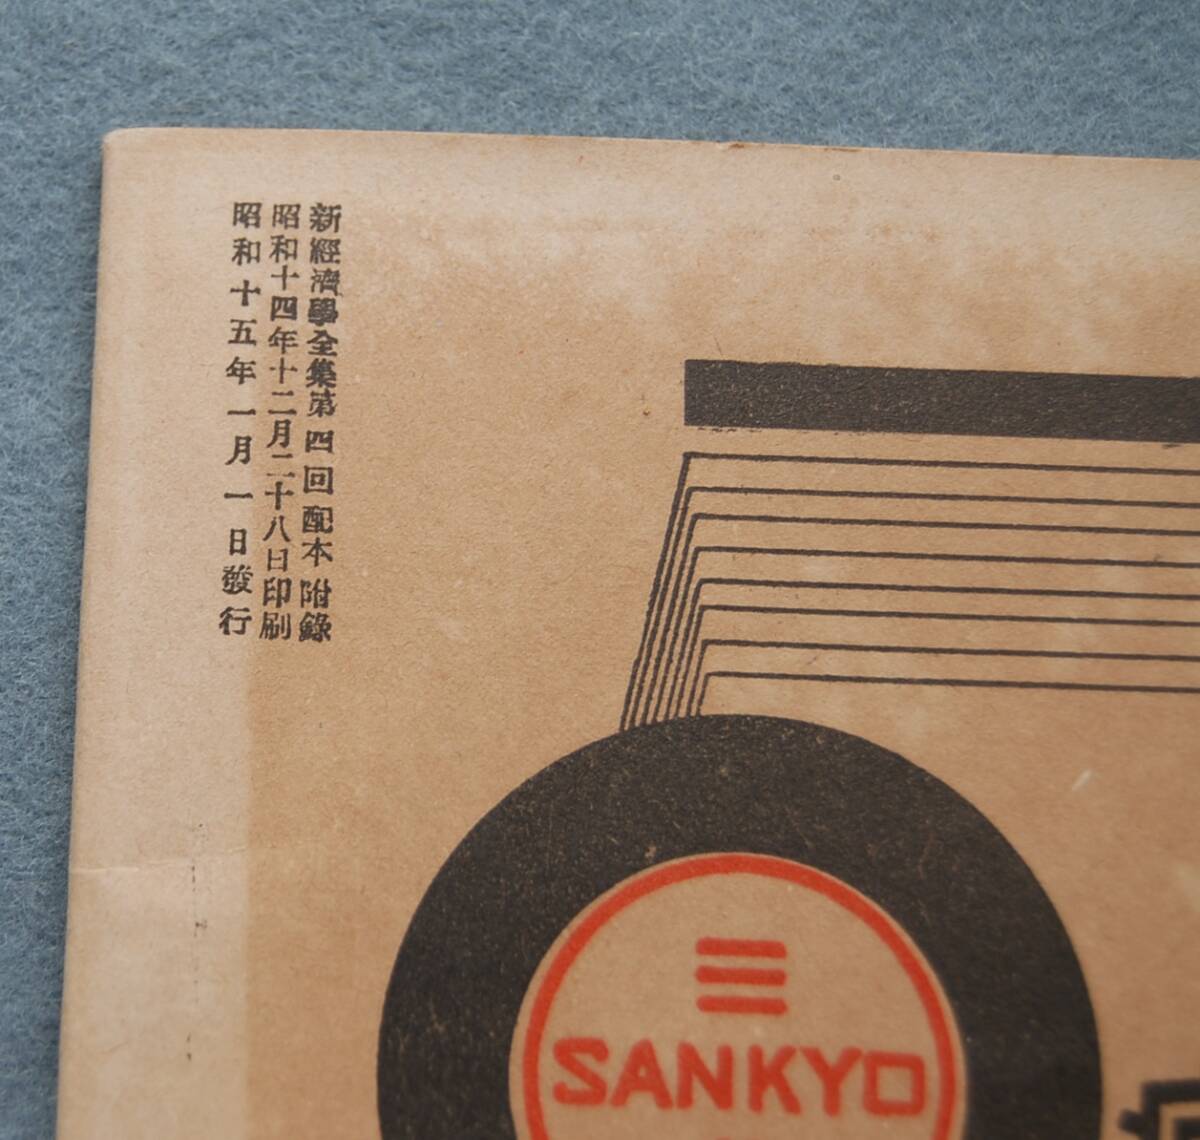 新經濟學全集第四回配本附錄
昭和十四年十二月二十八日印刷
昭和十五年一月一日發行
三
SANKYO